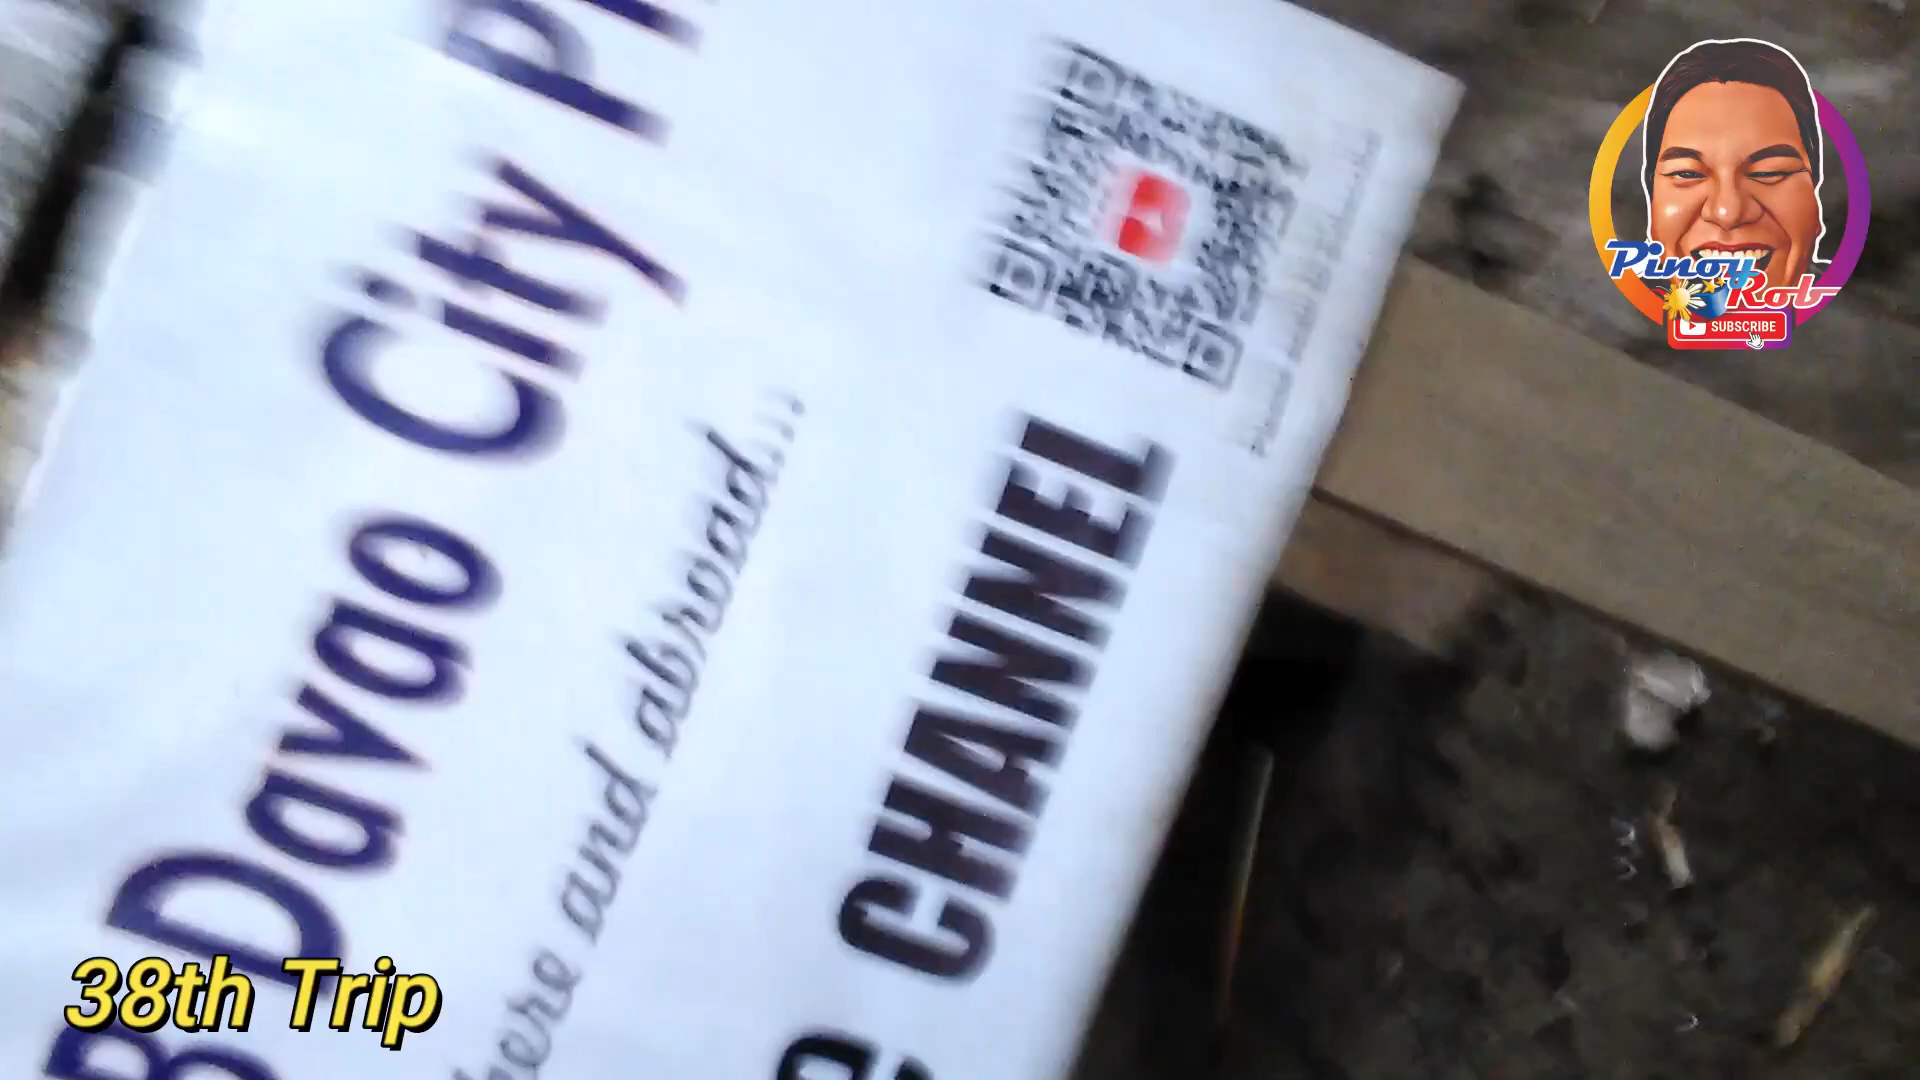 B Davao City
here and abroad...
CHANNEL
Pinoy
Rob
SUBSCRIBE
38th Trip